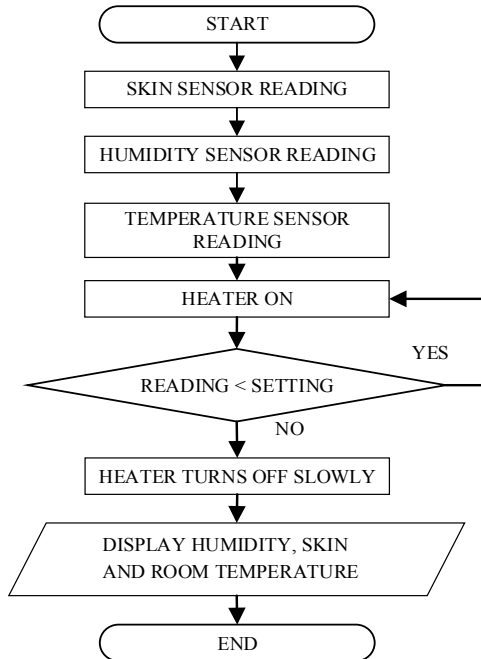 START
SKIN SENSOR READING
HUMIDITY SENSOR READING
TEMPERATURE SENSOR
READING
HEATER ON
YES
READING < SETTING
NO
HEATER TURNS OFF SLOWLY
DISPLAY HUMIDITY, SKIN
AND ROOM TEMPERATURE
END